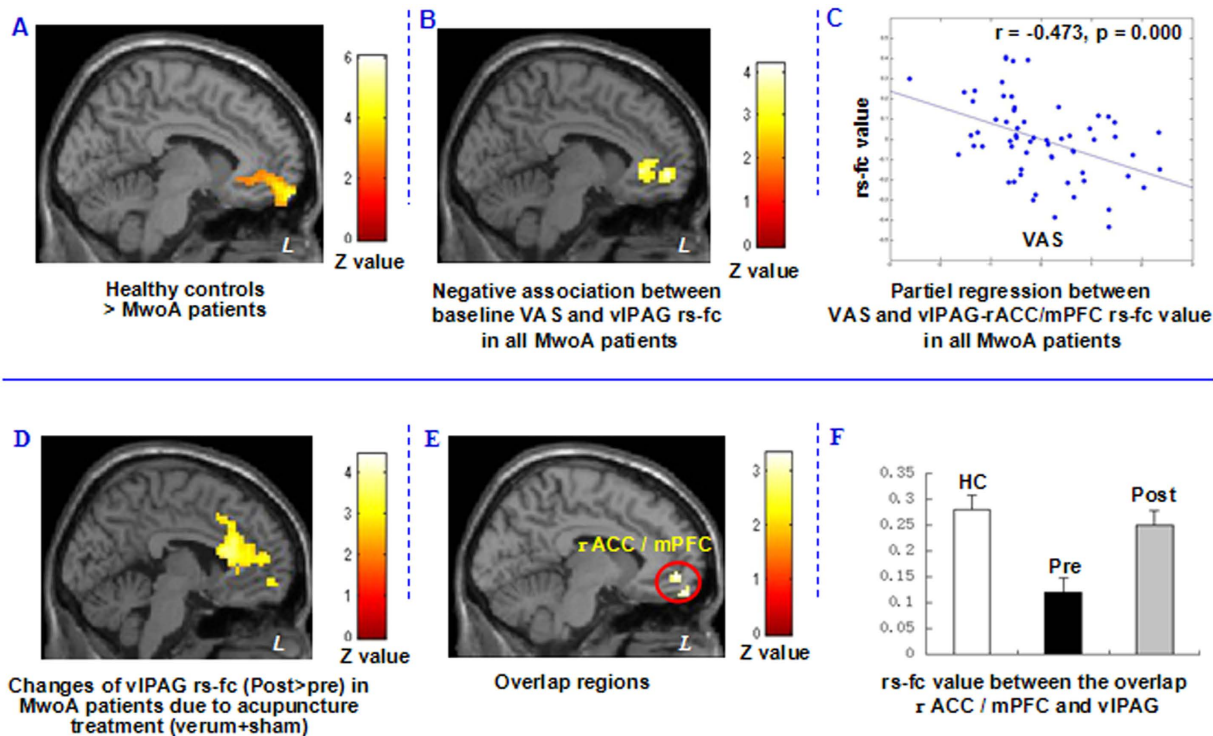 A
6
4
2
0
L
Z value
Healthy controls
> MwoA patients
B
4
3
2
1
0
L
Z value
Negative association between
baseline VAS and vlPAG rs-fc
in all MwoA patients
C
r = -0.473, p = 0.000
rs-fc value
VAS
Partiel regression between
VAS and vlPAG-rACC/mPFC rs-fc value
in all MwoA patients
D
4
3
2
1
0
L
Z value
Changes of vlPAG rs-fc (Post>pre) in
MwoA patients due to acupuncture
treatment (verum+sham)
E
rACC / mPFC
3
2
1
0
L
Z value
Overlap regions
F
0.35
0.3
0.25
0.2
0.15
0.1
0.05
0
HC
Pre
Post
rs-fc value between the overlap
rACC / mPFC and vlPAG